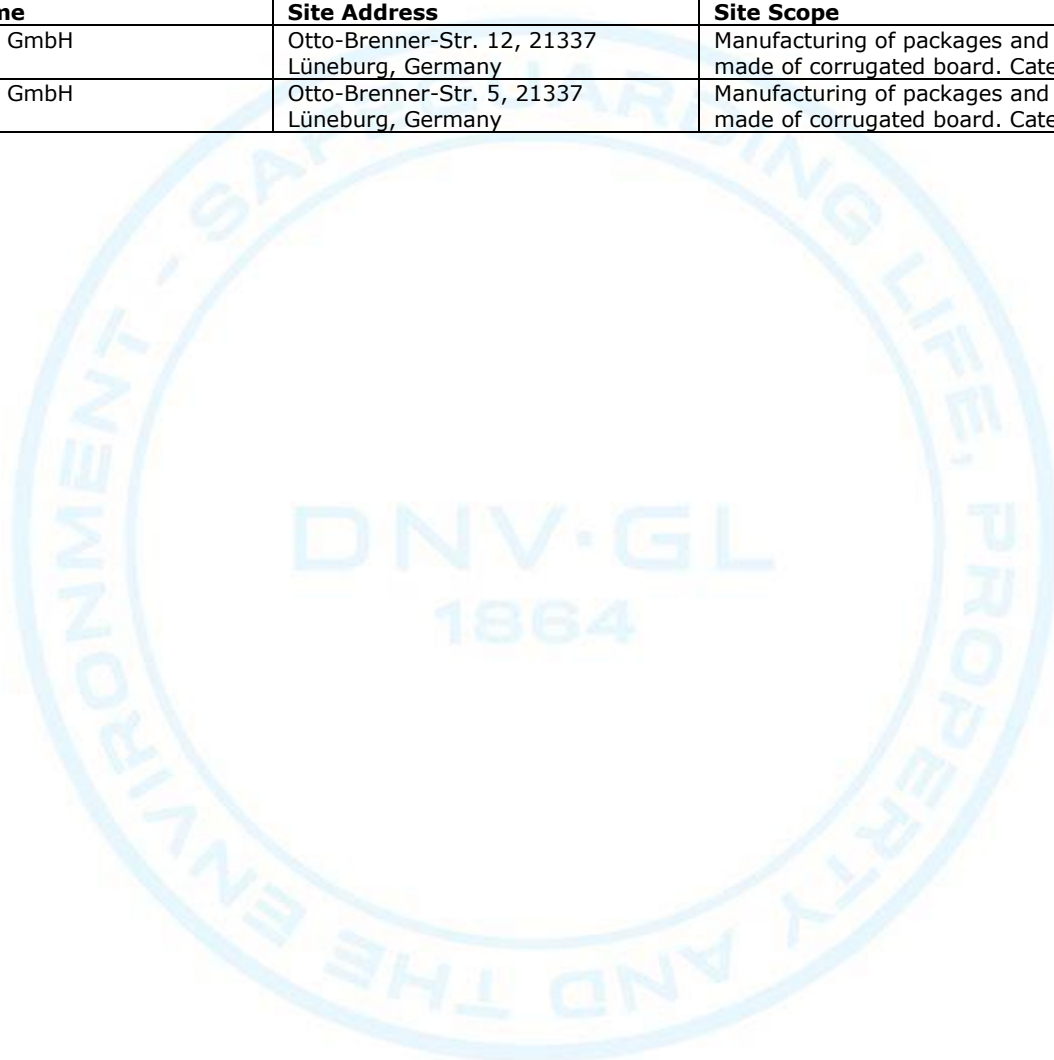 me Site Address Site Scope
GmbH Otto-Brenner-Str. 12, 21337 Manufacturing of packages and
Lüneburg, Germany made of corrugated board. Cate
GmbH Otto-Brenner-Str. 5, 21337 Manufacturing of packages and
Lüneburg, Germany made of corrugated board. Cate
SAFEGUARDING LIFE, PROPERTY AND THE ENVIRONMENT -
DNV·GL
1864